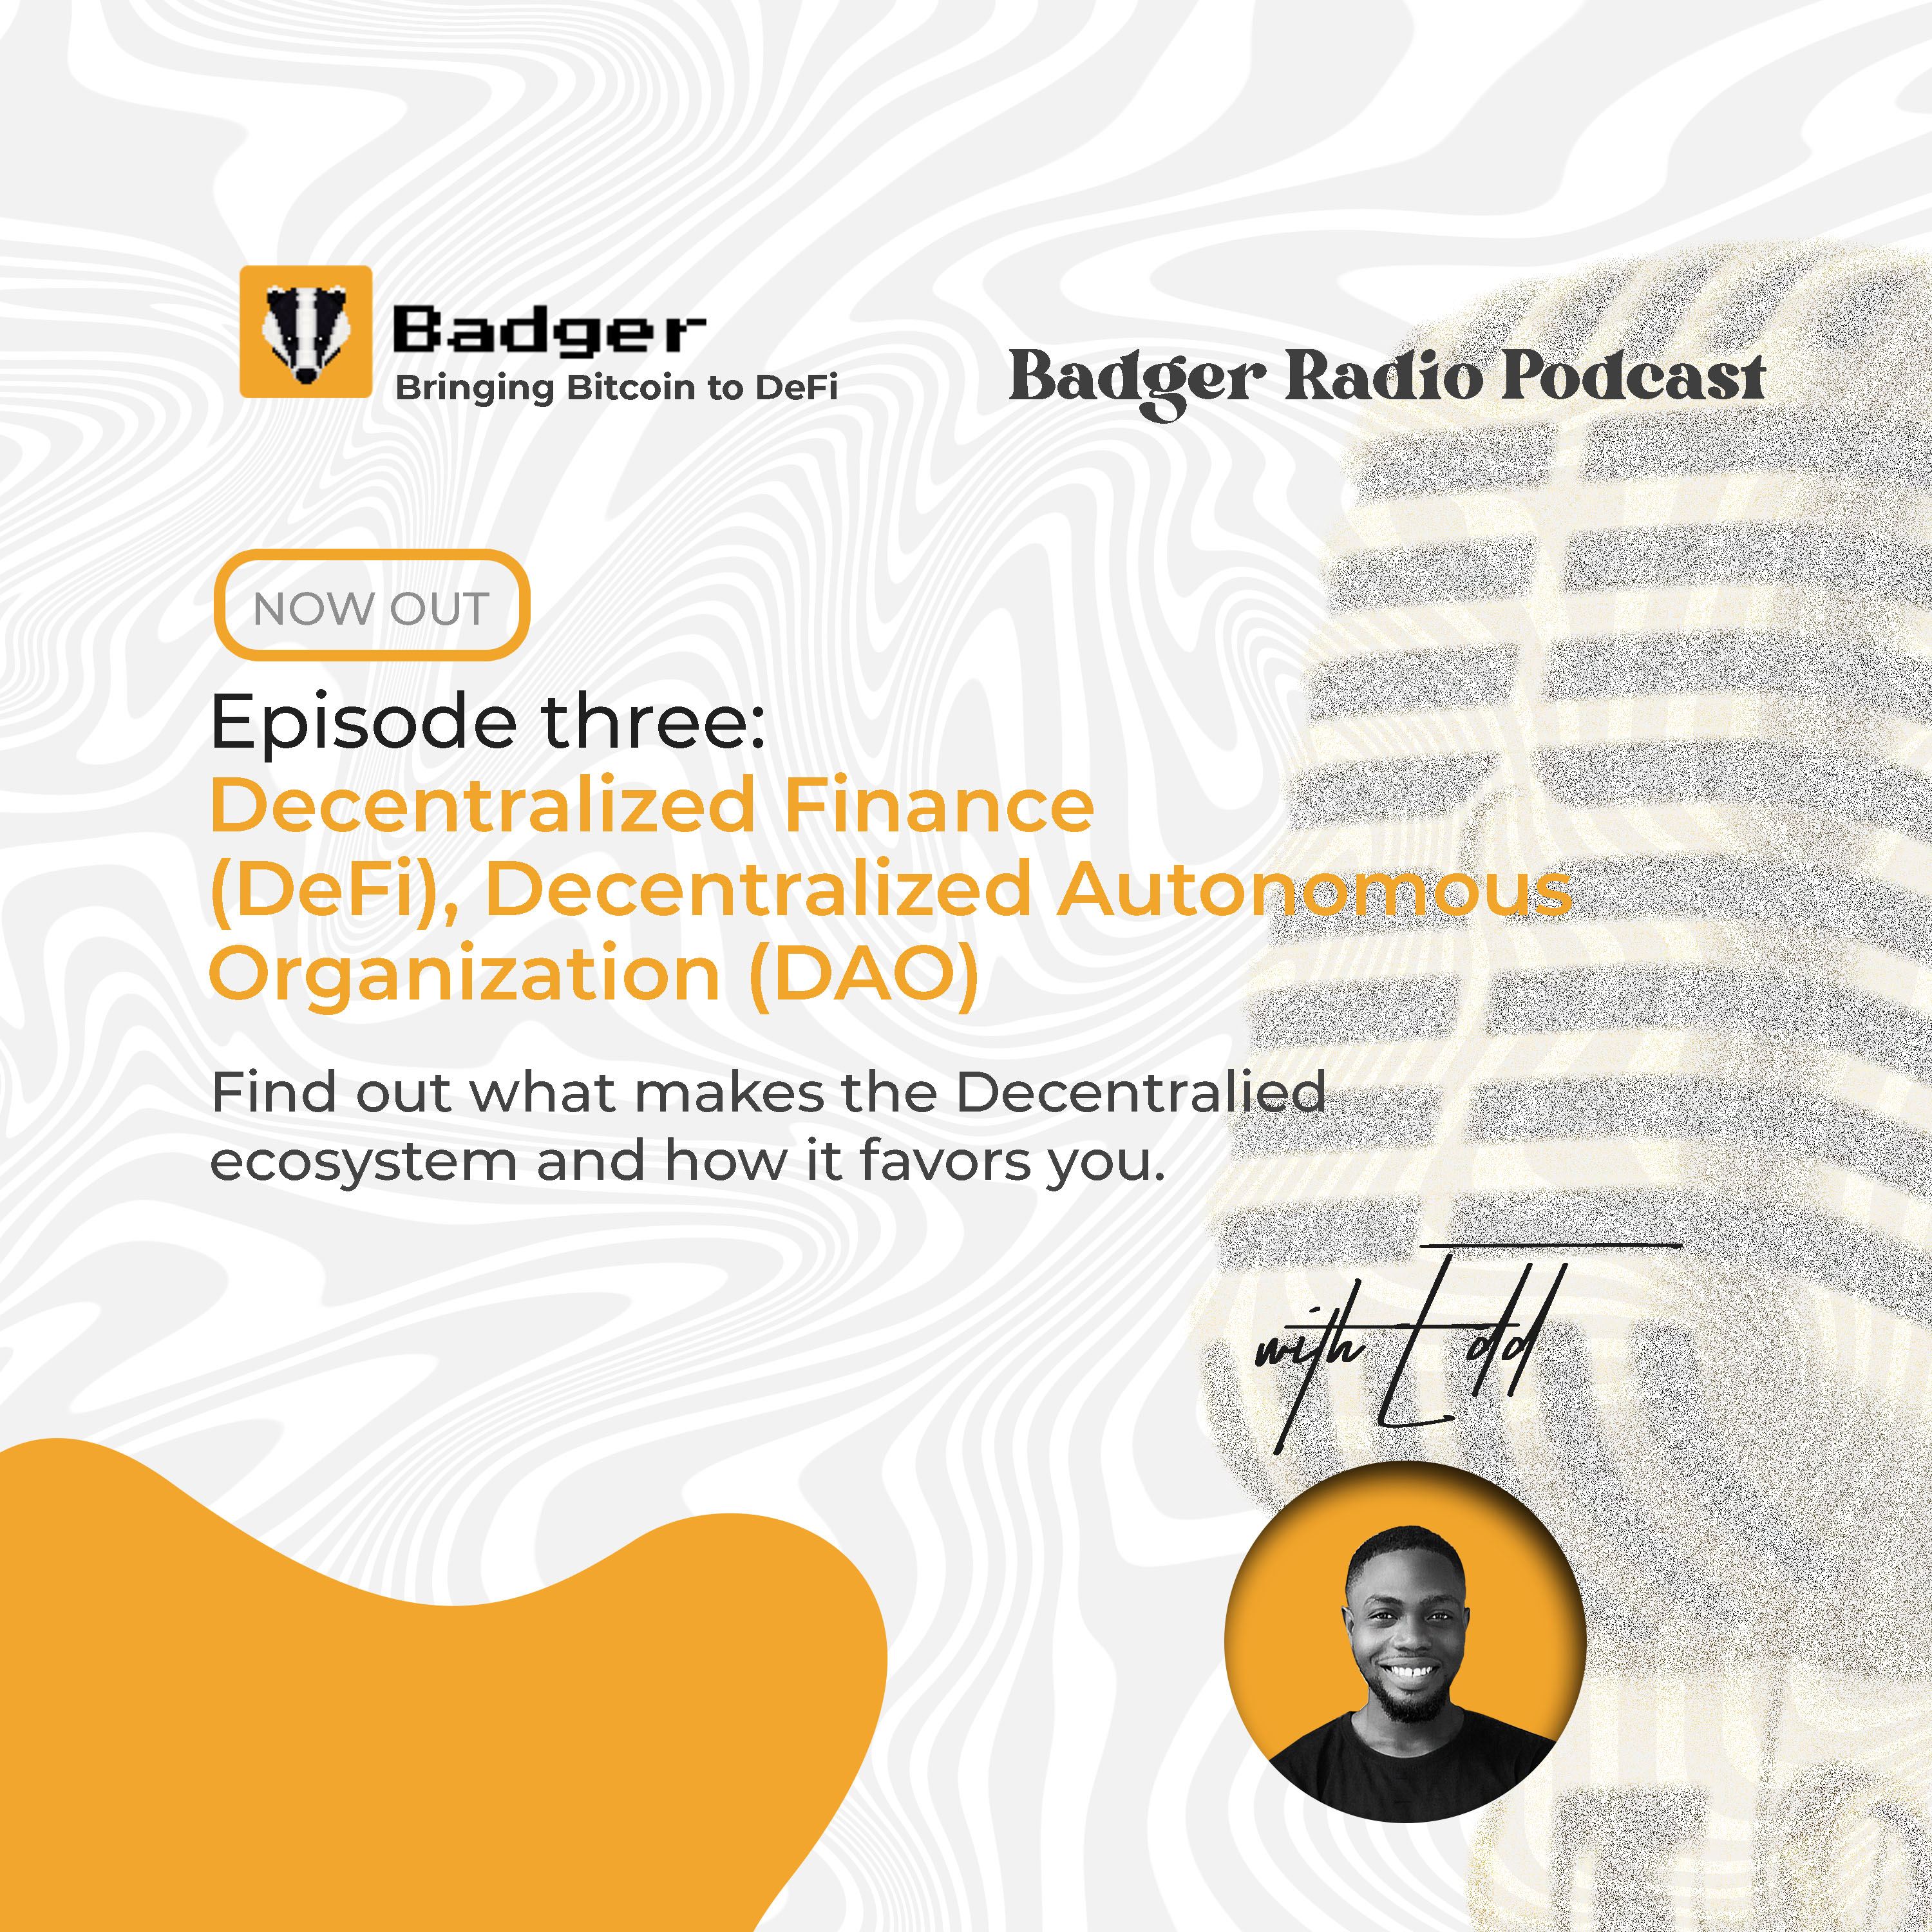 Badger
Bringing Bitcoin to DeFi
Badger Radio Podcast
NOW OUT
Episode three:
Decentralized Finance
(DeFi), Decentralized Autonomous
Organization (DAO)
Find out what makes the Decentralied
ecosystem and how it favors you.
with Edd